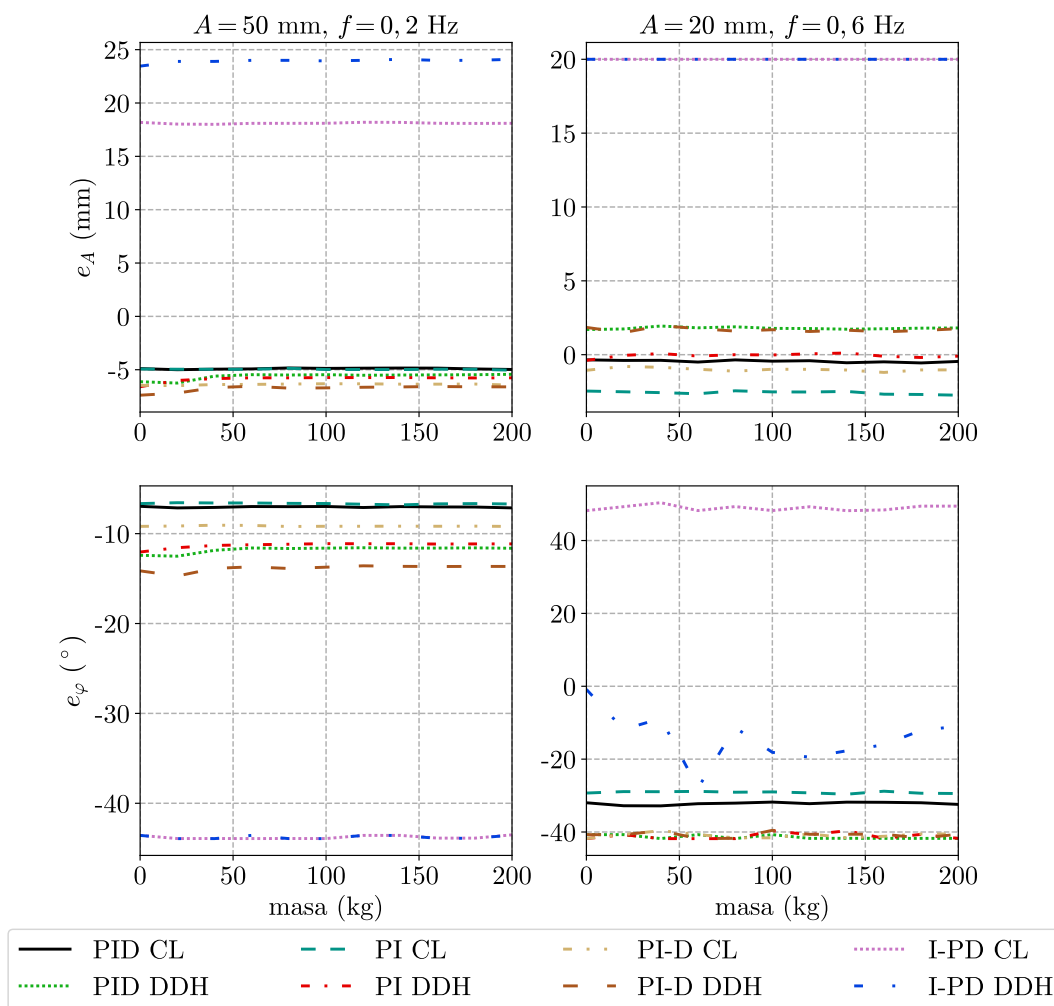 A = 50 mm, f = 0, 2 Hz
A = 20 mm, f = 0, 6 Hz
e_A (mm)
25
20
15
10
5
0
-5
0 50 100 150 200
20
15
10
5
0
0 50 100 150 200
e_φ (°)
-10
-20
-30
-40
0 50 100 150 200
masa (kg)
40
20
0
-20
-40
0 50 100 150 200
masa (kg)
PID CL PI CL PI-D CL I-PD CL
PID DDH PI DDH PI-D DDH I-PD DDH